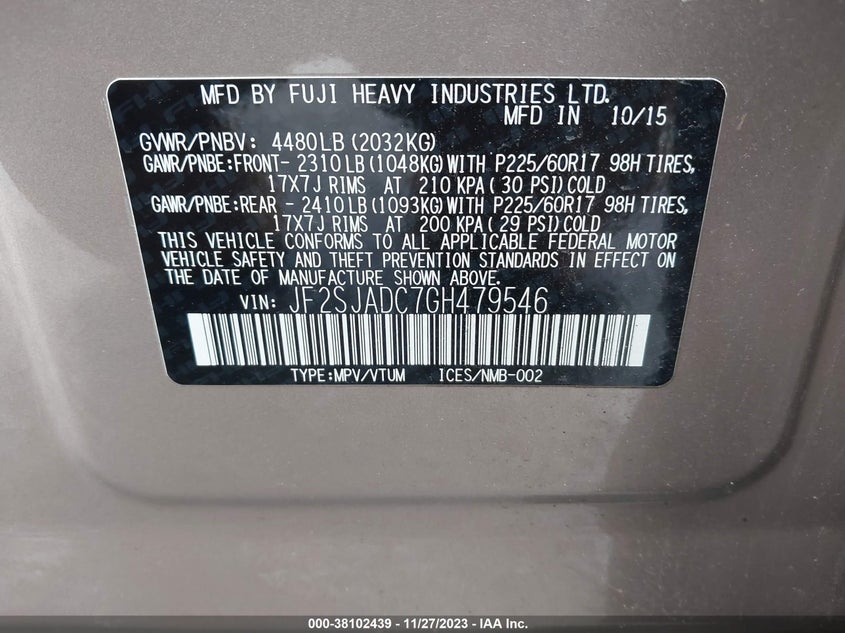 MFD BY FUJI HEAVY INDUSTRIES LTD.
MFD IN 10/15
GVWR/PNBV: 4480LB (2032KG)
GAWR/PNBE:FRONT- 2310 LB (1048KG) WITH P225/60R17 98H TIRES,
17X7J RIMS AT 210 KPA ( 30 PSI) COLD
GAWR/PNBE:REAR - 2410 LB (1093KG) WITH P225/60R17 98H TIRES,
17X7J RIMS AT 200 KPA ( 29 PSI) COLD
THIS VEHICLE CONFORMS TO ALL APPLICABLE FEDERAL MOTOR
VEHICLE SAFETY AND THEFT PREVENTION STANDARDS IN EFFECT ON
THE DATE OF MANUFACTURE SHOWN ABOVE.
VIN: JF2SJADC7GH479546
TYPE:MPV/VTUM ICES/NMB-002
000-38102439 - 11/27/2023 - IAA Inc.